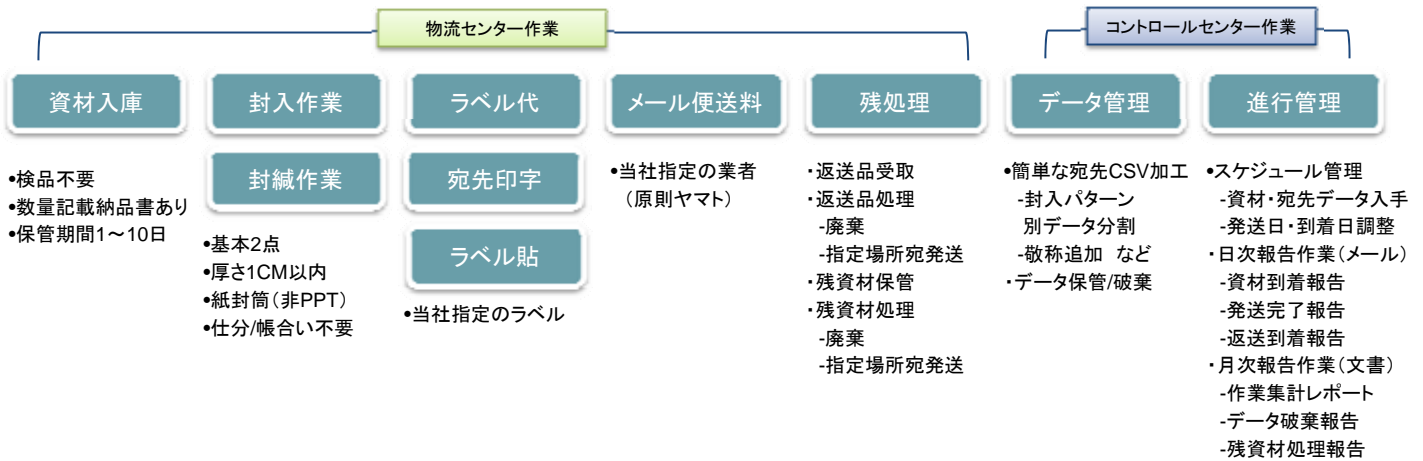 物流センター作業
コントロールセンター作業
資材入庫
•検品不要
•数量記載納品書あり
•保管期間1～10日
封入作業
封緘作業
•基本2点
•厚さ1CM以内
•紙封筒（非PPT）
•仕分/帳合い不要
ラベル代
宛先印字
ラベル貼
•当社指定のラベル
メール便送料
•当社指定の業者
（原則ヤマト）
残処理
・返送品受取
・返送品処理
-廃棄
-指定場所宛発送
・残資材保管
・残資材処理
-廃棄
-指定場所宛発送
データ管理
•簡単な宛先CSV加工
-封入パターン
別データ分割
-敬称追加 など
・データ保管/破棄
進行管理
•スケジュール管理
-資材・宛先データ入手
-発送日・到着日調整
・日次報告作業（メール）
-資材到着報告
-発送完了報告
-返送到着報告
・月次報告作業（文書）
-作業集計レポート
-データ破棄報告
-残資材処理報告